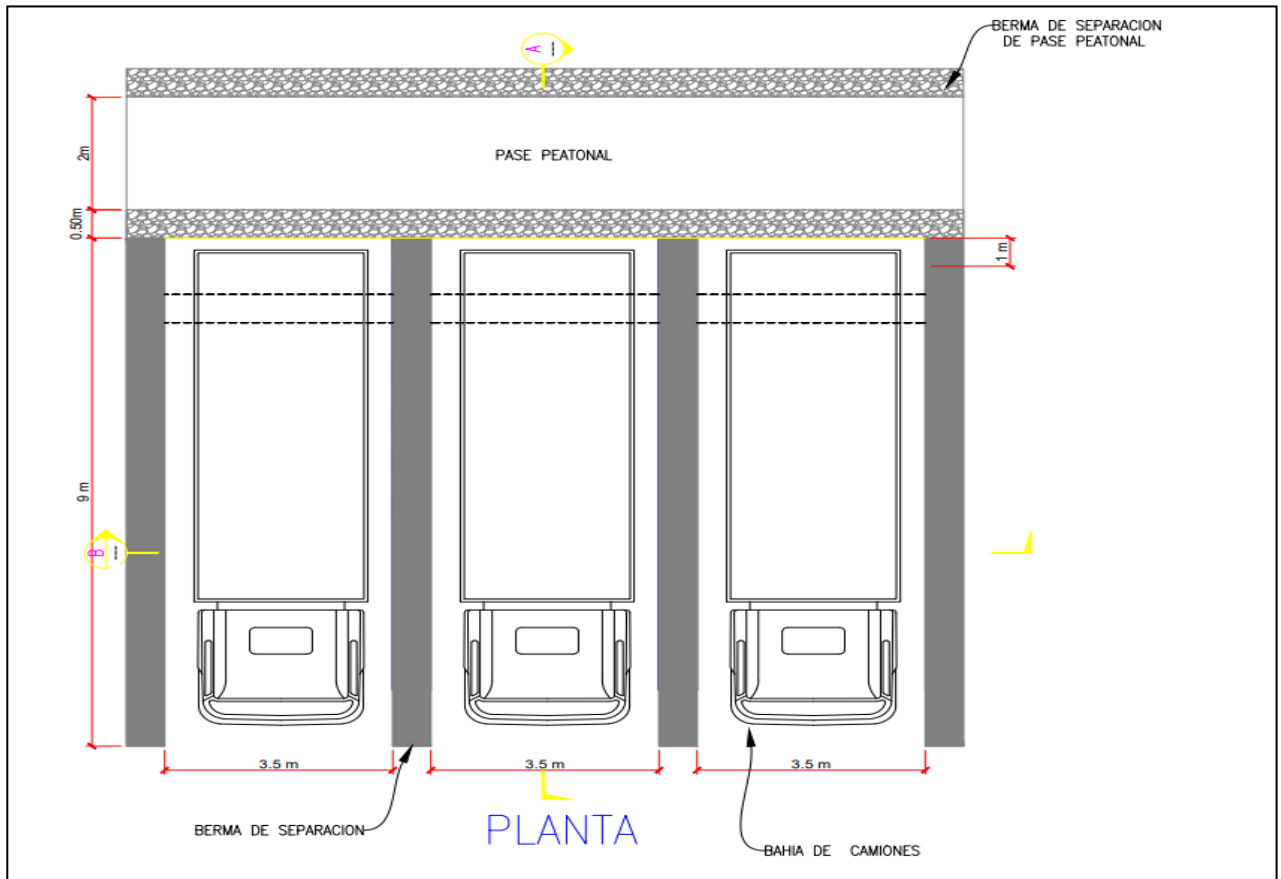 BERMA DE SEPARACION
DE PASE PEATONAL
A
---
2m
PASE PEATONAL
0.50m
1 m
9 m
B
---
3.5 m
3.5 m
3.5 m
BERMA DE SEPARACION
PLANTA
BAHIA DE CAMIONES